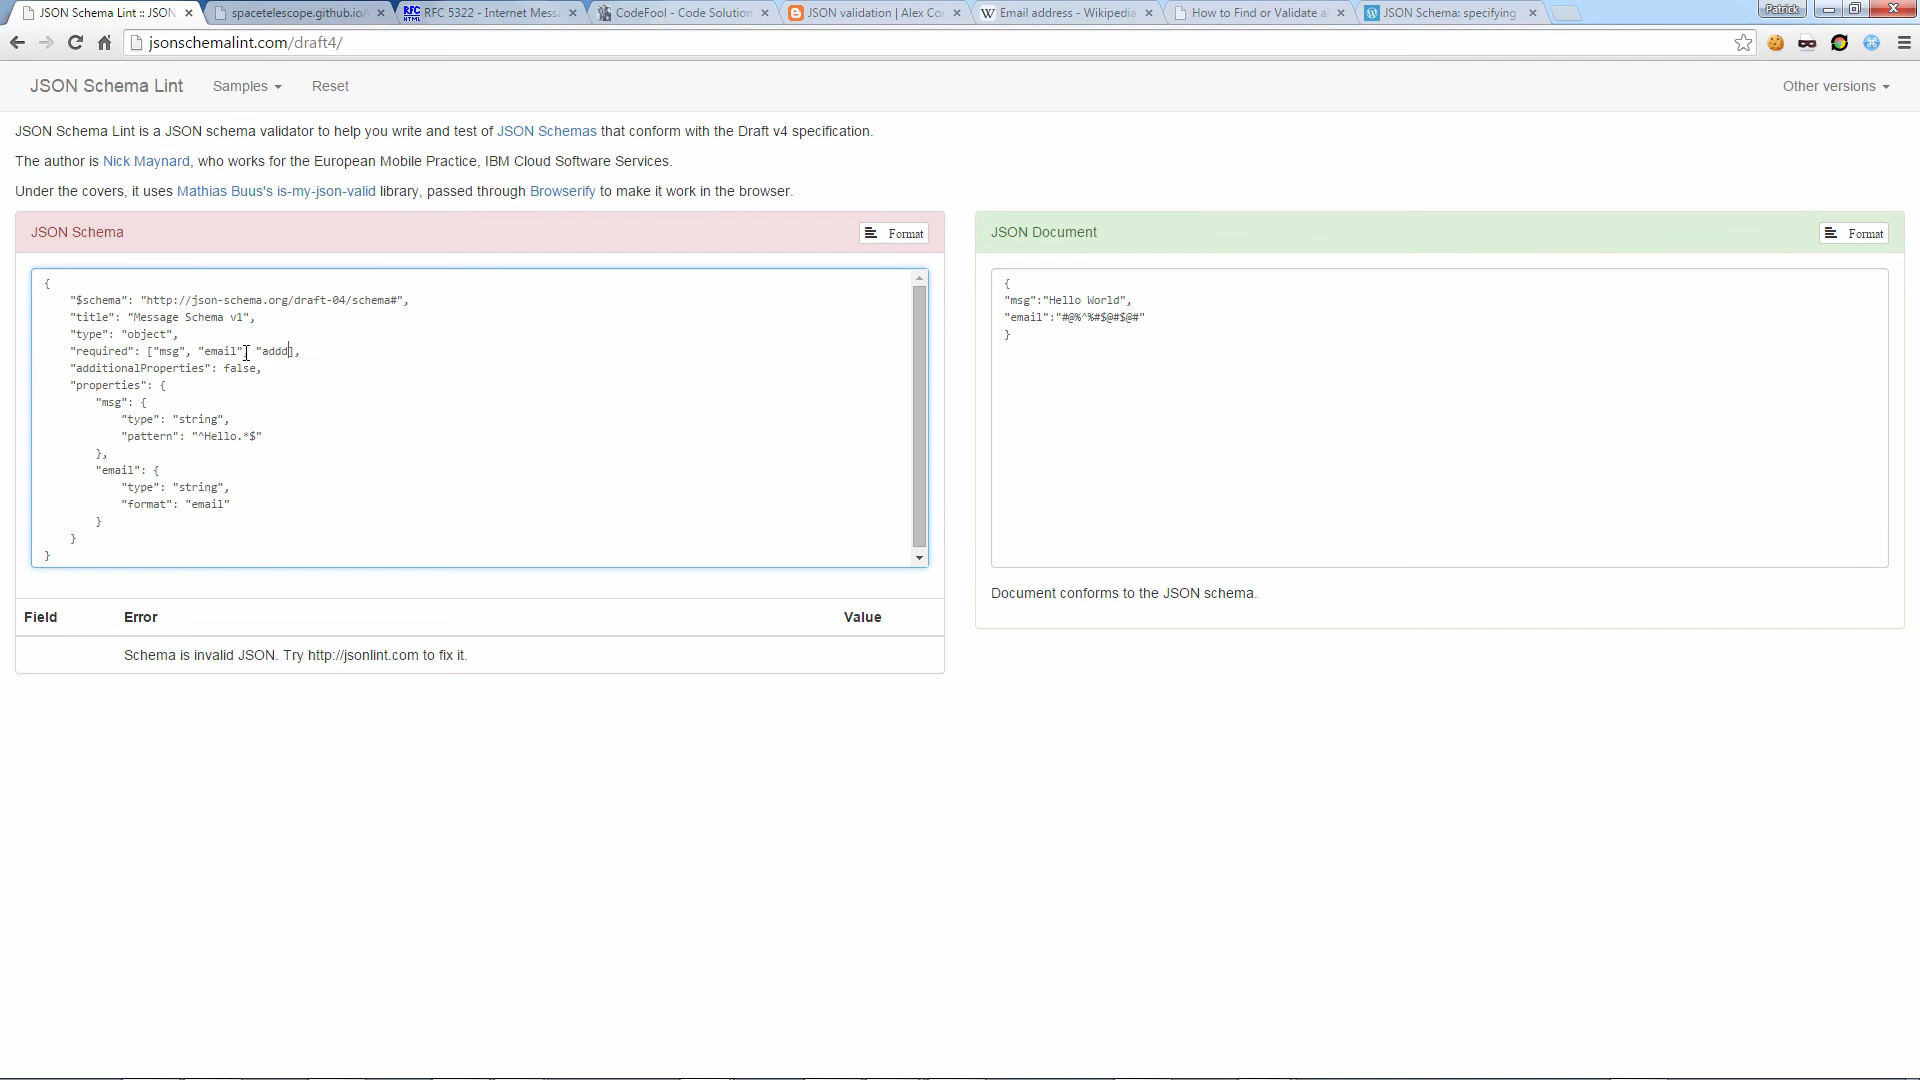 JSON Schema Lint :: JSON
spacetelescope.github.io/
RFC HTML
RFC 5322 - Internet Messa
CodeFool - Code Solution
JSON validation | Alex Co
Email address - Wikipedia
How to Find or Validate a
JSON Schema: specifying
Patrick
jsonschemalint.com/draft4/
JSON Schema Lint
Samples
Reset
Other versions
JSON Schema Lint is a JSON schema validator to help you write and test of JSON Schemas that conform with the Draft v4 specification.
The author is Nick Maynard, who works for the European Mobile Practice, IBM Cloud Software Services.
Under the covers, it uses Mathias Buus's is-my-json-valid library, passed through Browserify to make it work in the browser.
JSON Schema
Format
{
"$schema": "http://json-schema.org/draft-04/schema#",
"title": "Message Schema v1",
"type": "object",
"required": ["msg", "email", "addd],
"additionalProperties": false,
"properties": {
"msg": {
"type": "string",
"pattern": "^Hello.*$"
},
"email": {
"type": "string",
"format": "email"
}
}
}
Field Error Value
Schema is invalid JSON. Try http://jsonlint.com to fix it.
JSON Document
Format
{
"msg":"Hello World",
"email":"#@%^%#$@#$@#"
}
Document conforms to the JSON schema.